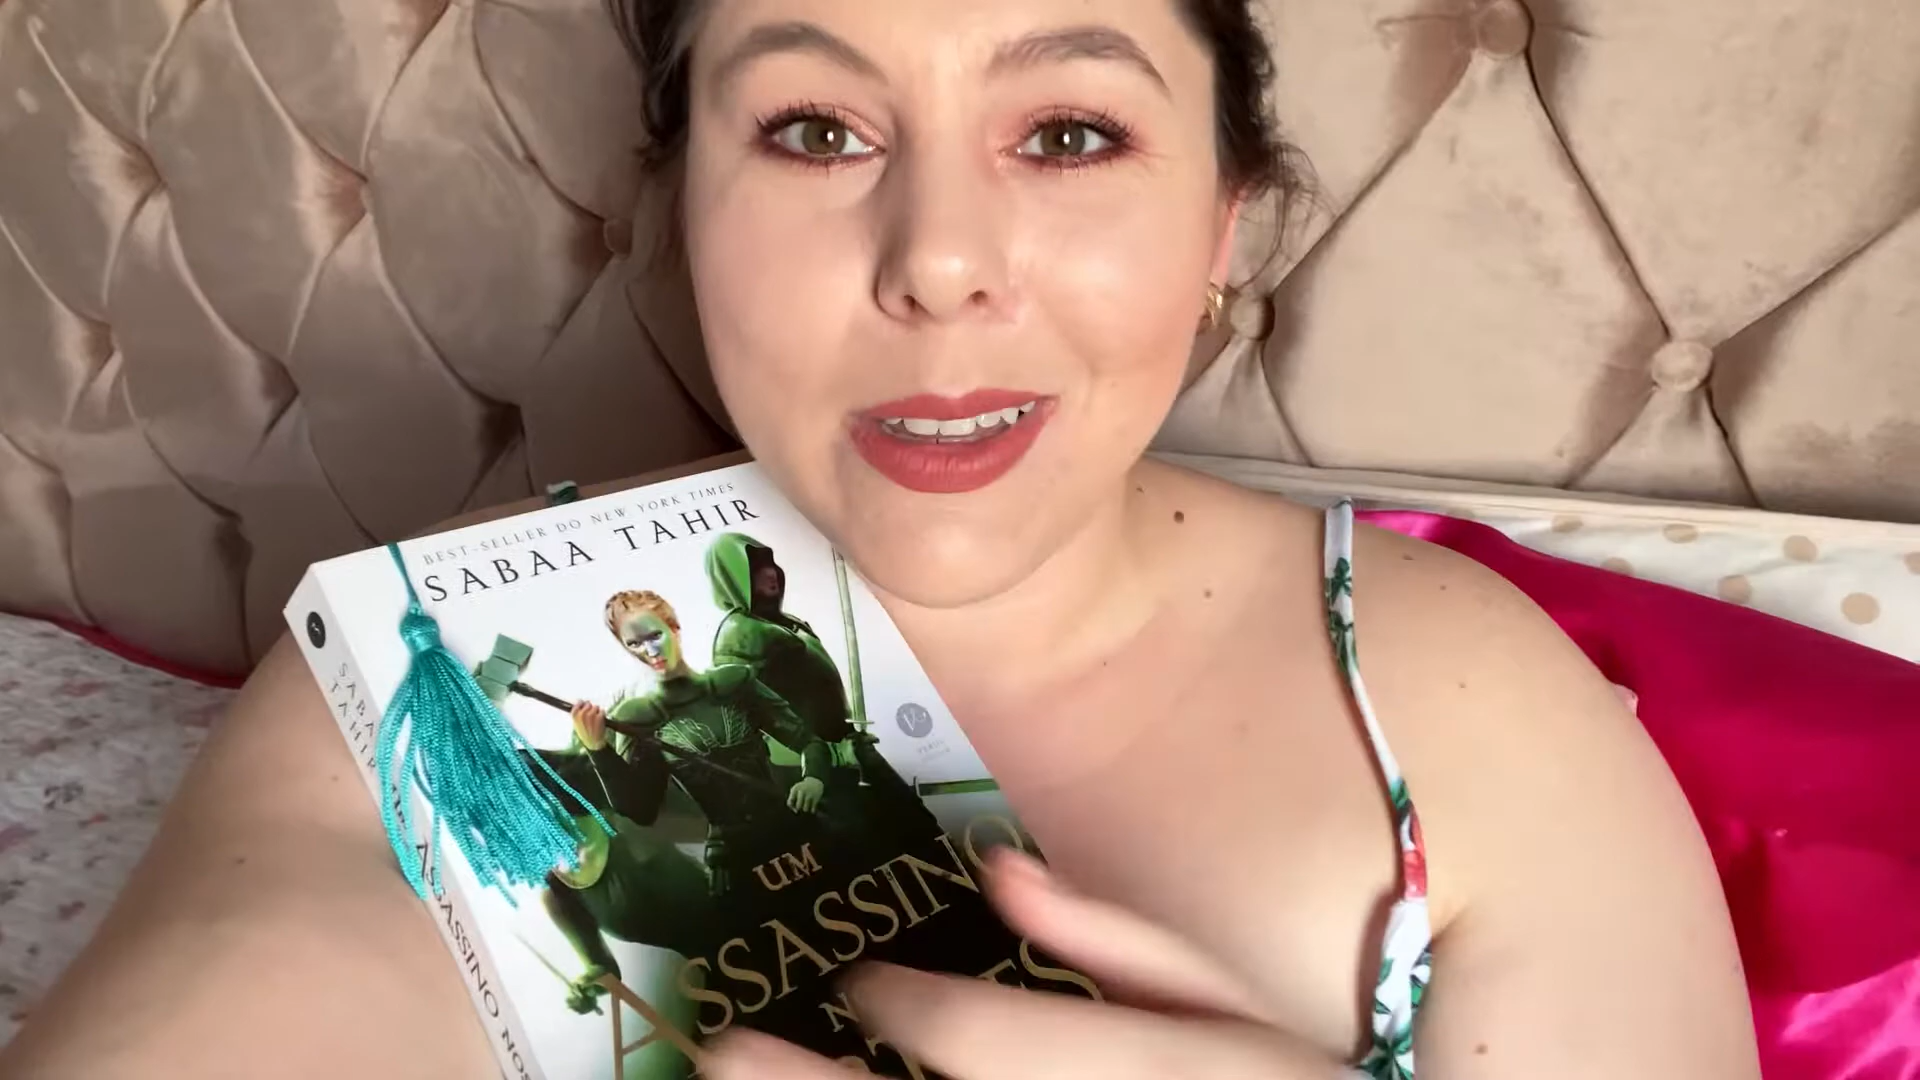 BEST-SELLER DO NEW YORK TIMES
SABAA TAHIR
UM
ASSASSINO
SABAA
TAHIR
ASSASSINO NOS